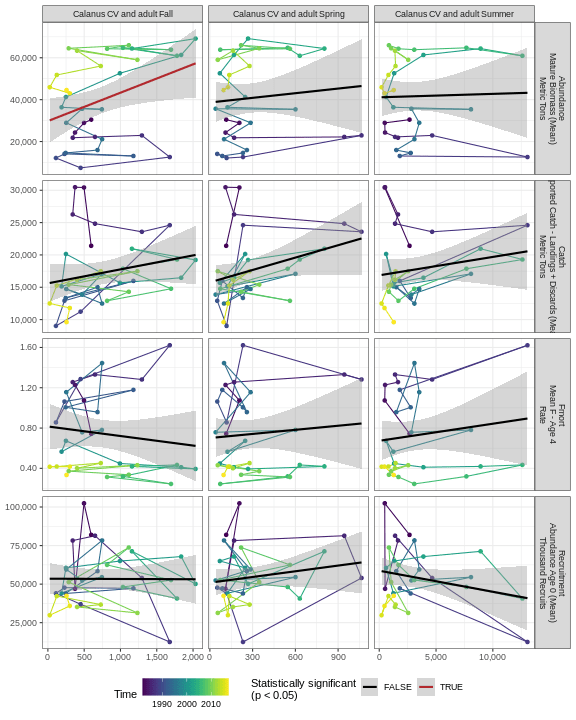 Calanus CV and adult Fall
Calanus CV and adult Spring
Calanus CV and adult Summer
60,000
40,000
20,000
Abundance
Mature Biomass (Mean)
Metric Tons
30,000
25,000
20,000
15,000
10,000
Catch
ported Catch - Landings + Discards (Me
Metric Tons
1.60
1.20
0.80
0.40
Fmort
Mean F - Age 4
Rate
100,000
75,000
50,000
25,000
Recruitment
Abundance Age 0 (Mean)
Thousand Recruits
0 500 1,000 1,500 2,000
0 300 600 900
0 5,000 10,000
Time
1990 2000 2010
Statistically significant
(p < 0.05)
FALSE
TRUE